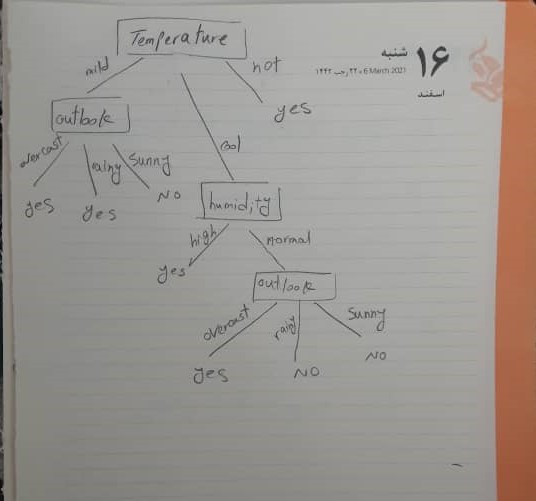 Temperature
۱۶
شنبه
6 March 2021 • ۲۲ رجب ۱۴۴۲
اسفند
mild
hot
cool
yes
outlook
overcast
rainy
Sunny
yes
yes
NO
humidity
high
normal
yes
outlook
overcast
rainy
Sunny
yes
NO
NO